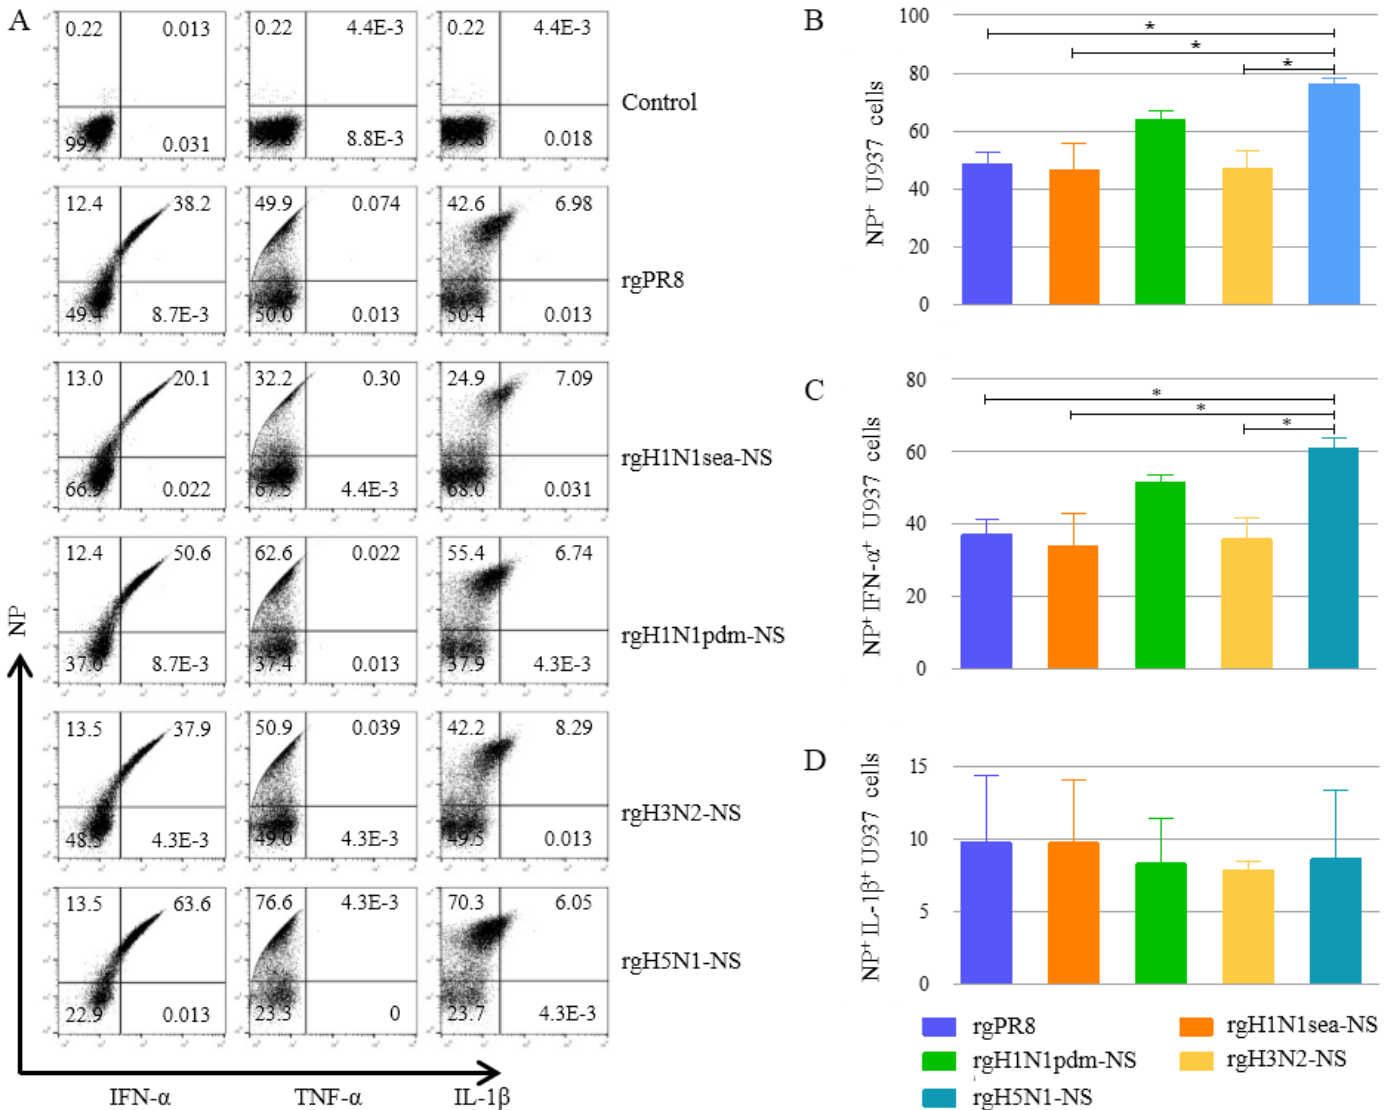 A
0.22 0.013 0.22 4.4E-3 0.22 4.4E-3
Control
0.031 8.8E-3 0.018
12.4 38.2 49.9 0.074 42.6 6.98
rgPR8
49.4 8.7E-3 50.0 0.013 50.4 0.013
13.0 20.1 32.2 0.30 24.9 7.09
rgH1N1sea-NS
66.9 0.022 67.5 4.4E-3 68.0 0.031
12.4 50.6 62.6 0.022 55.4 6.74
rgH1N1pdm-NS
37.0 8.7E-3 37.4 0.013 37.9 4.3E-3
13.5 37.9 50.9 0.039 42.2 8.29
rgH3N2-NS
48.3 4.3E-3 49.0 4.3E-3 49.5 0.013
13.5 63.6 76.6 4.3E-3 70.3 6.05
rgH5N1-NS
22.9 0.013 23.3 0 23.7 4.3E-3
NP
IFN-α TNF-α IL-1β
B
NP⁺ U937 cells
100
80
60
40
20
0
* * *
C
NP⁺ IFN-α⁺ U937 cells
80
60
40
20
0
* * *
D
NP⁺ IL-1β⁺ U937 cells
15
10
5
0
rgPR8 rgH1N1sea-NS
rgH1N1pdm-NS rgH3N2-NS
rgH5N1-NS